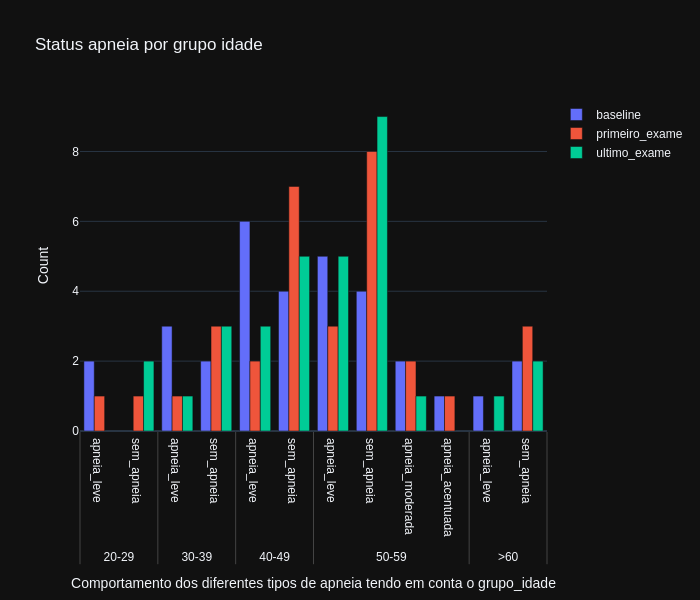 Status apneia por grupo idade
baseline
primeiro_exame
ultimo_exame
Count
8
6
4
2
0
apneia_leve
sem_apneia
apneia_leve
sem_apneia
apneia_leve
sem_apneia
apneia_leve
sem_apneia
apneia_moderada
apneia_acentuada
apneia_leve
sem_apneia
20-29
30-39
40-49
50-59
>60
Comportamento dos diferentes tipos de apneia tendo em conta o grupo_idade